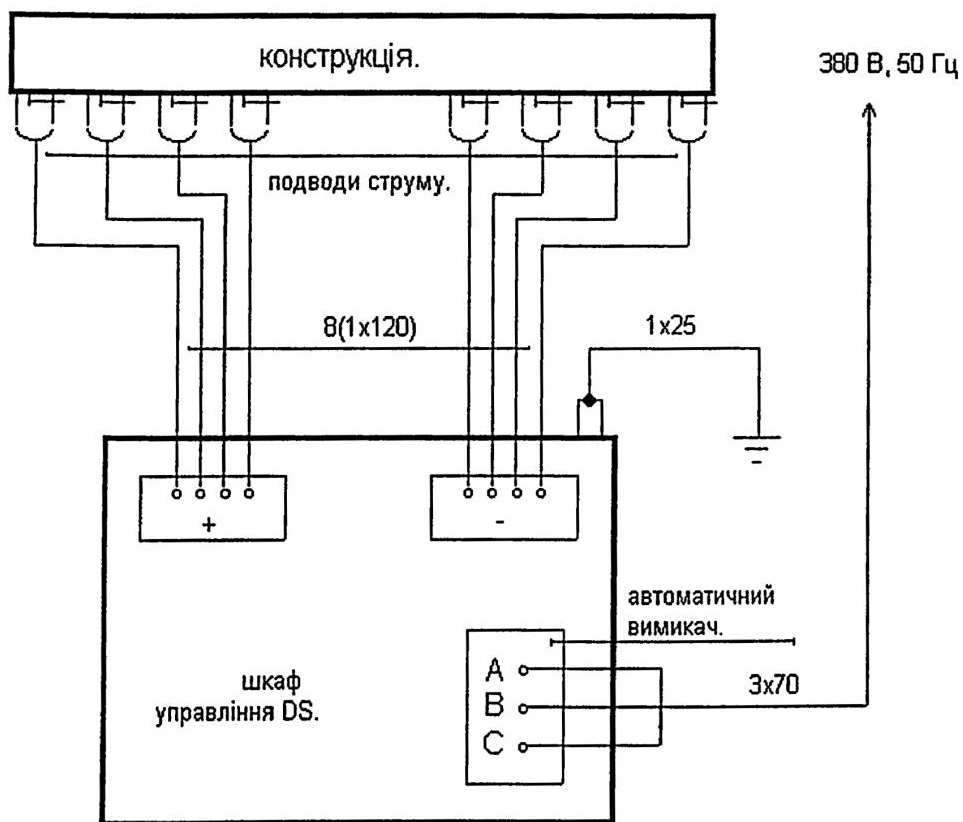 конструкція.
380 В, 50 Гц
подводи струму.
8(1x120)
1x25
+
-
автоматичний
вимикач.
A
B
C
3x70
шкаф
управління DS.